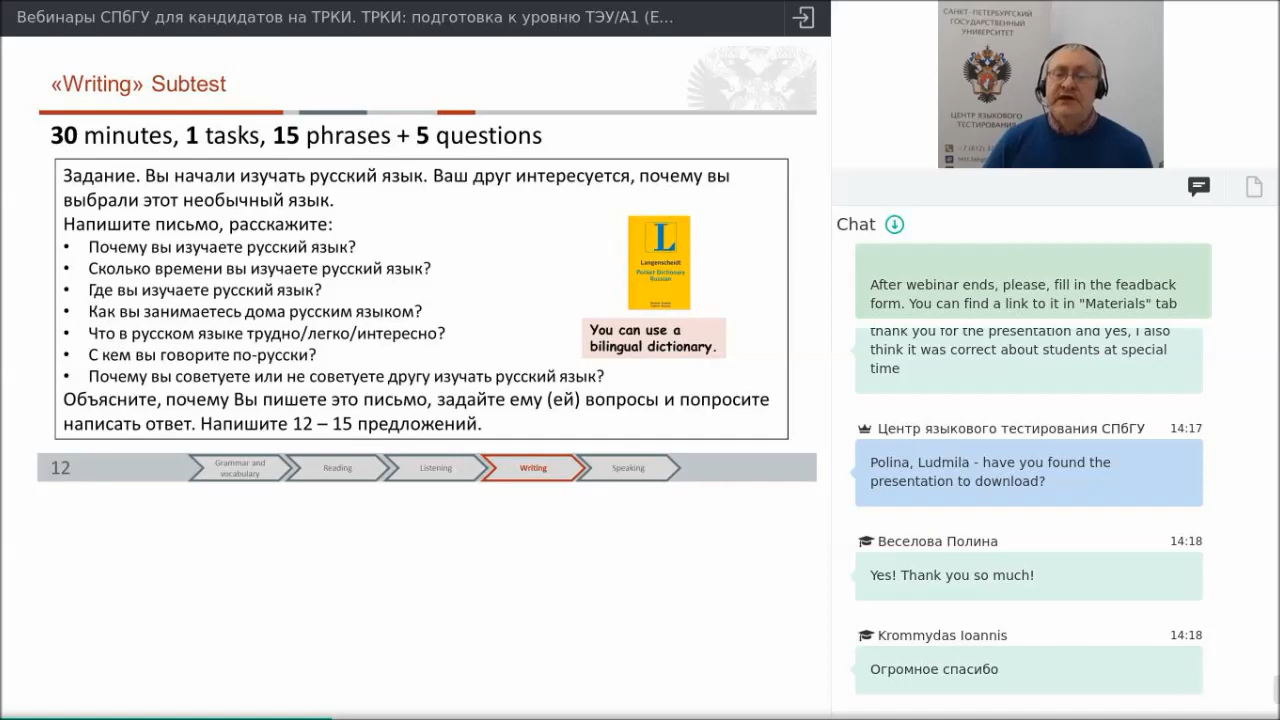 Вебинары СПбГУ для кандидатов на ТРКИ. ТРКИ: подготовка к уровню ТЭУ/А1 (Е...
«Writing» Subtest
30 minutes, 1 tasks, 15 phrases + 5 questions
Задание. Вы начали изучать русский язык. Ваш друг интересуется, почему вы
выбрали этот необычный язык.
Напишите письмо, расскажите:
• Почему вы изучаете русский язык?
• Сколько времени вы изучаете русский язык?
• Где вы изучаете русский язык?
• Как вы занимаетесь дома русским языком?
• Что в русском языке трудно/легко/интересно?
• С кем вы говорите по-русски?
• Почему вы советуете или не советуете другу изучать русский язык?
Объясните, почему Вы пишете это письмо, задайте ему (ей) вопросы и попросите
написать ответ. Напишите 12 – 15 предложений.
L
Langenscheidt
Pocket Dictionary
Russian
You can use a
bilingual dictionary.
12
Grammar and
vocabulary
Reading
Listening
Writing
Speaking
САНКТ-ПЕТЕРБУРГСКИЙ
ГОСУДАРСТВЕННЫЙ
УНИВЕРСИТЕТ
ЦЕНТР ЯЗЫКОВОГО
ТЕСТИРОВАНИЯ
Chat
After webinar ends, please, fill in the feadback
form. You can find a link to it in "Materials" tab
thank you for the presentation and yes, I also
think it was correct about students at special
time
Центр языкового тестирования СПбГУ 14:17
Polina, Ludmila - have you found the
presentation to download?
Веселова Полина 14:18
Yes! Thank you so much!
Krommydas Ioannis 14:18
Огромное спасибо